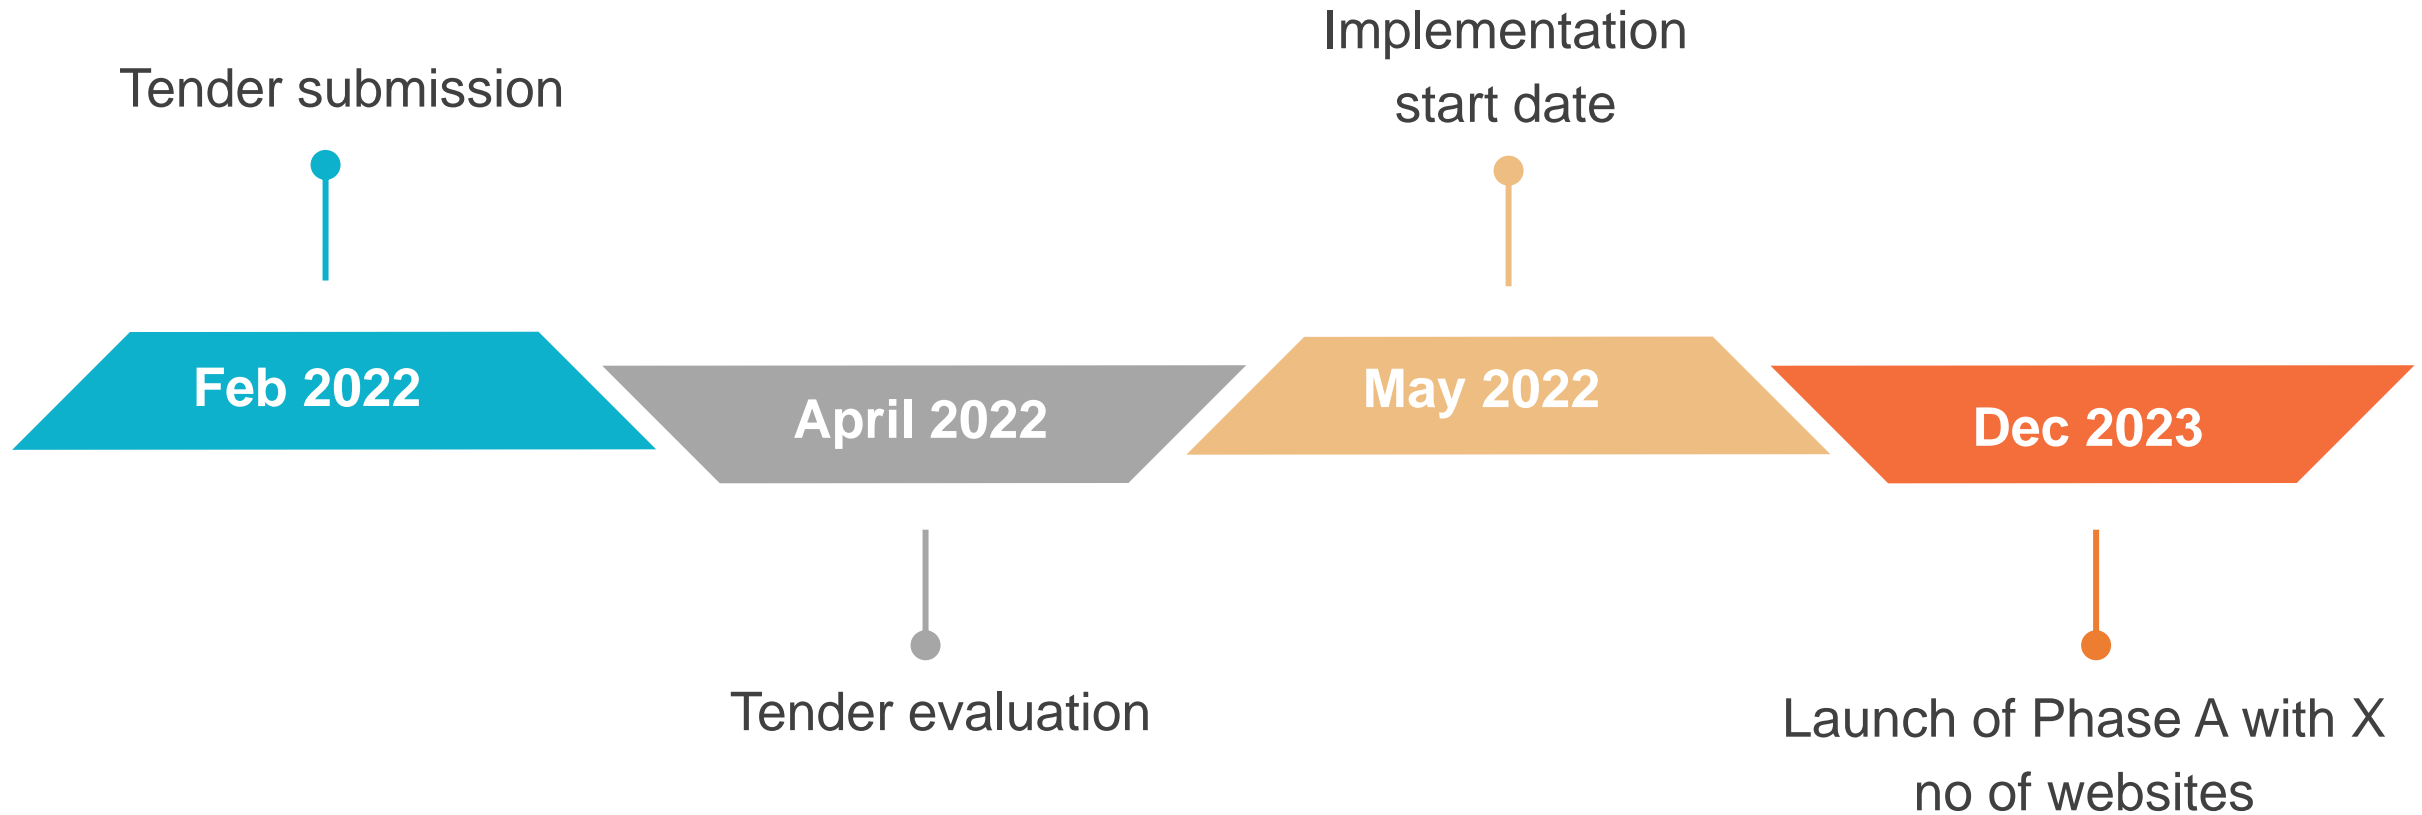 Tender submission
Implementation
start date
Feb 2022
April 2022
May 2022
Dec 2023
Tender evaluation
Launch of Phase A with X
no of websites